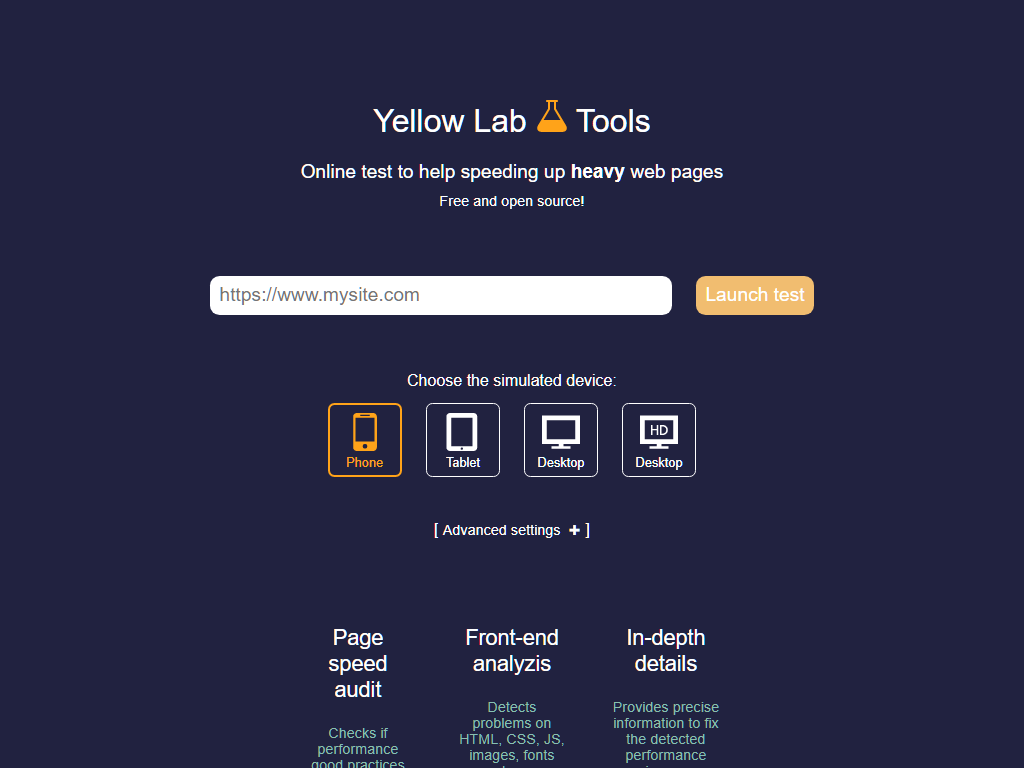 Yellow Lab Tools
Online test to help speeding up heavy web pages
Free and open source!
https://www.mysite.com
Launch test
Choose the simulated device:
Phone
Tablet
Desktop
HD
Desktop
[ Advanced settings + ]
Page
speed
audit
Checks if
performance
good practices
Front-end
analyzis
Detects
problems on
HTML, CSS, JS,
images, fonts
In-depth
details
Provides precise
information to fix
the detected
performance